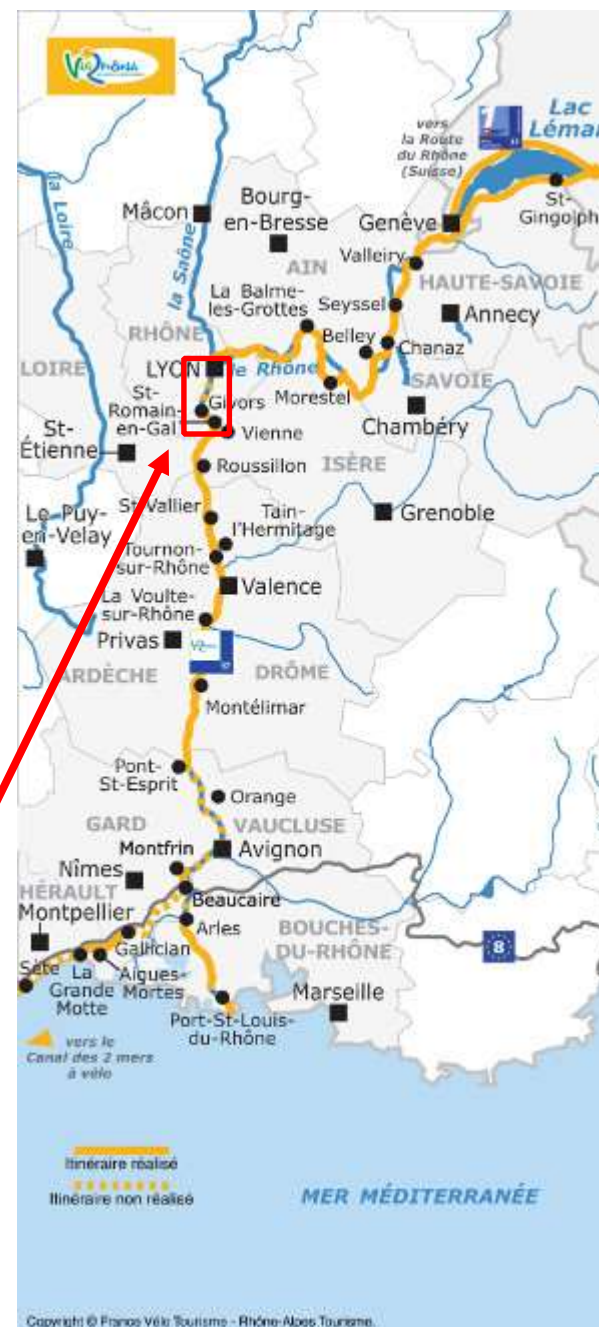 ViaRhôna
vers
la Route
du Rhône
(Suisse)
Lac
Léman
la Loire
Mâcon
la Saône
Bourg-
en-Bresse
Genève
St-
Gingolph
Valleiry
AIN
HAUTE-SAVOIE
La Balme-
les-Grottes
Seyssel
Annecy
RHÔNE
Belley
Chanaz
LOIRE
LYON
le Rhône
SAVOIE
Morestel
Chambéry
St-
Romain-
en-Gal
Givors
St-
Étienne
Vienne
Roussillon
ISÈRE
St-Vallier
Tain-
l'Hermitage
Grenoble
Le Puy-
en-Velay
Tournon-
sur-Rhône
Valence
La Voulte-
sur-Rhône
Privas
ARDÈCHE
DRÔME
Montélimar
Pont-
St-Esprit
Orange
GARD
VAUCLUSE
Montfrin
Avignon
Nîmes
HÉRAULT
Beaucaire
Montpellier
Arles
BOUCHES-
DU-RHÔNE
8
Gallician
Sète
La
Grande
Motte
Aigues-
Mortes
Marseille
Port-St-Louis-
du-Rhône
vers le
Canal des 2 mers
à vélo
Itinéraire réalisé
Itinéraire non réalisé
MER MÉDITERRANÉE
Copyright © France Vélo Tourisme - Rhône-Alpes Tourisme.